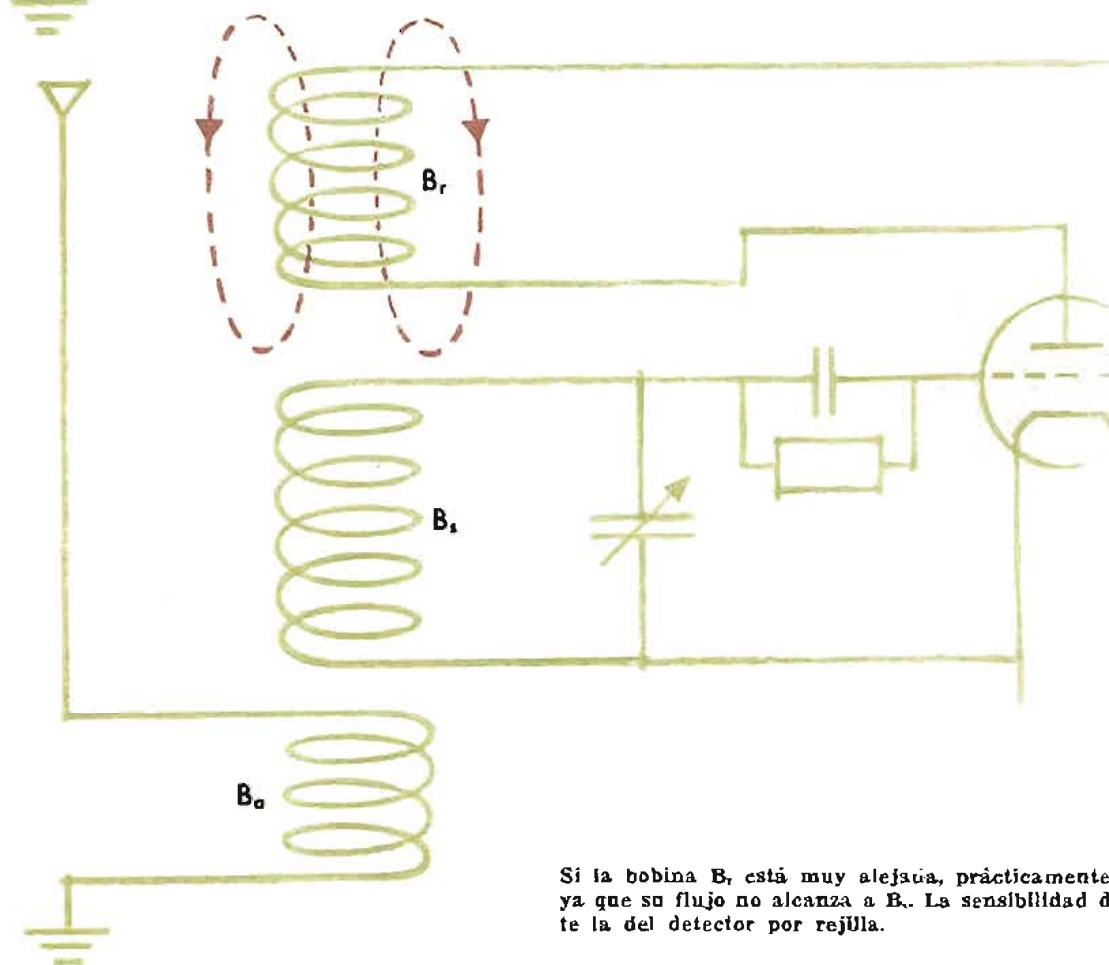 Bᵣ
Bₛ
Bₐ
Si la bobina Bᵣ está muy alejada, prácticamente
ya que su flujo no alcanza a Bₛ. La sensibilidad d
te la del detector por rejilla.